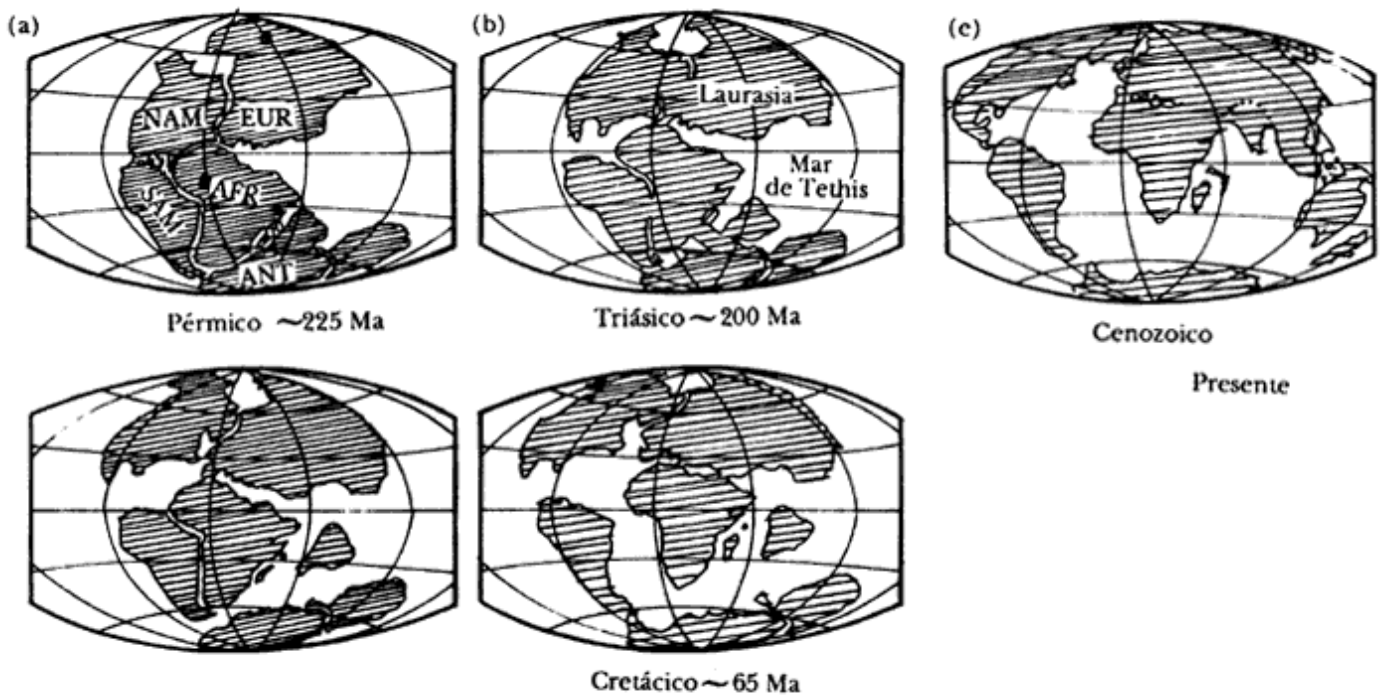 (a)
NAM
EUR
SAM
AFR
ANT
Pérmico ~225 Ma
(b)
Laurasia
Mar
de Tethis
Triásico ~ 200 Ma
(c)
Cenozoico
Presente
Cretácico ~ 65 Ma